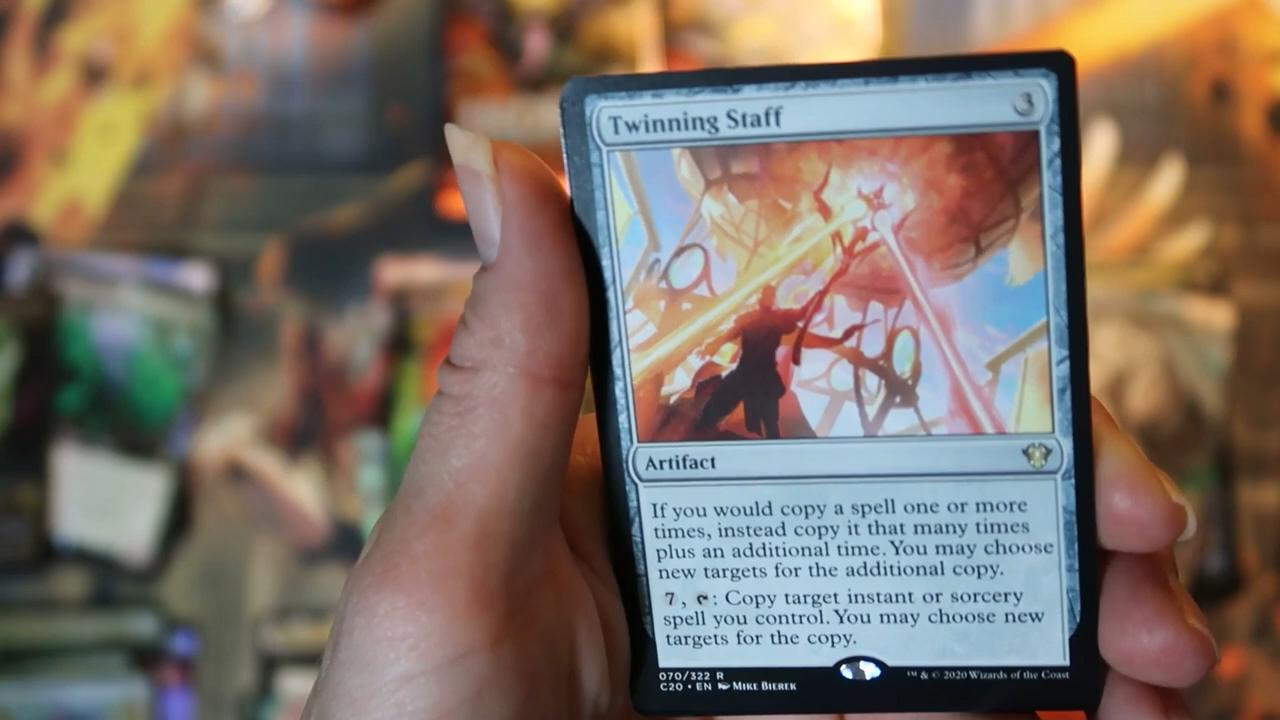 Twinning Staff 3
Artifact
If you would copy a spell one or more
times, instead copy it that many times
plus an additional time. You may choose
new targets for the additional copy.
7, : Copy target instant or sorcery
spell you control. You may choose new
targets for the copy.
070/322 R
C20 • EN MIKE BIEREK
™ & © 2020 Wizards of the Coast